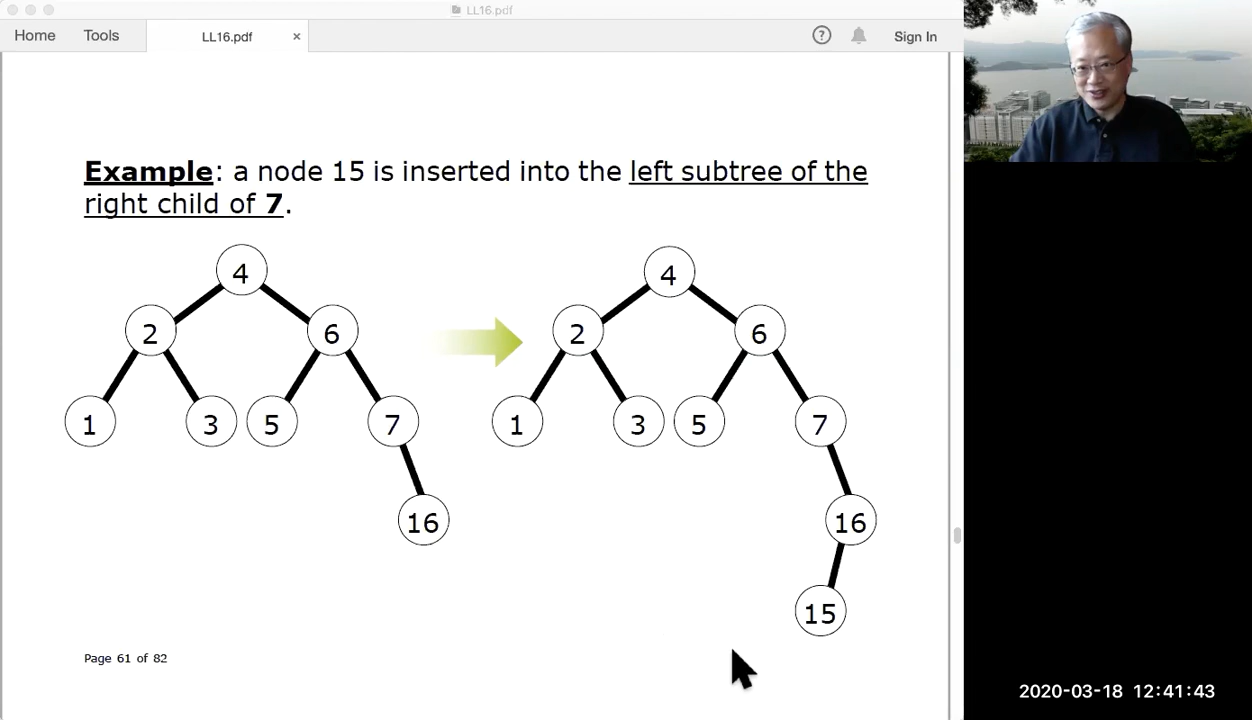 LL16.pdf
Home Tools LL16.pdf × ? Sign In
Example: a node 15 is inserted into the left subtree of the
right child of 7.
4 4
2 6 2 6
1 3 5 7 1 3 5 7
16 16
15
Page 61 of 82
2020-03-18 12:41:43